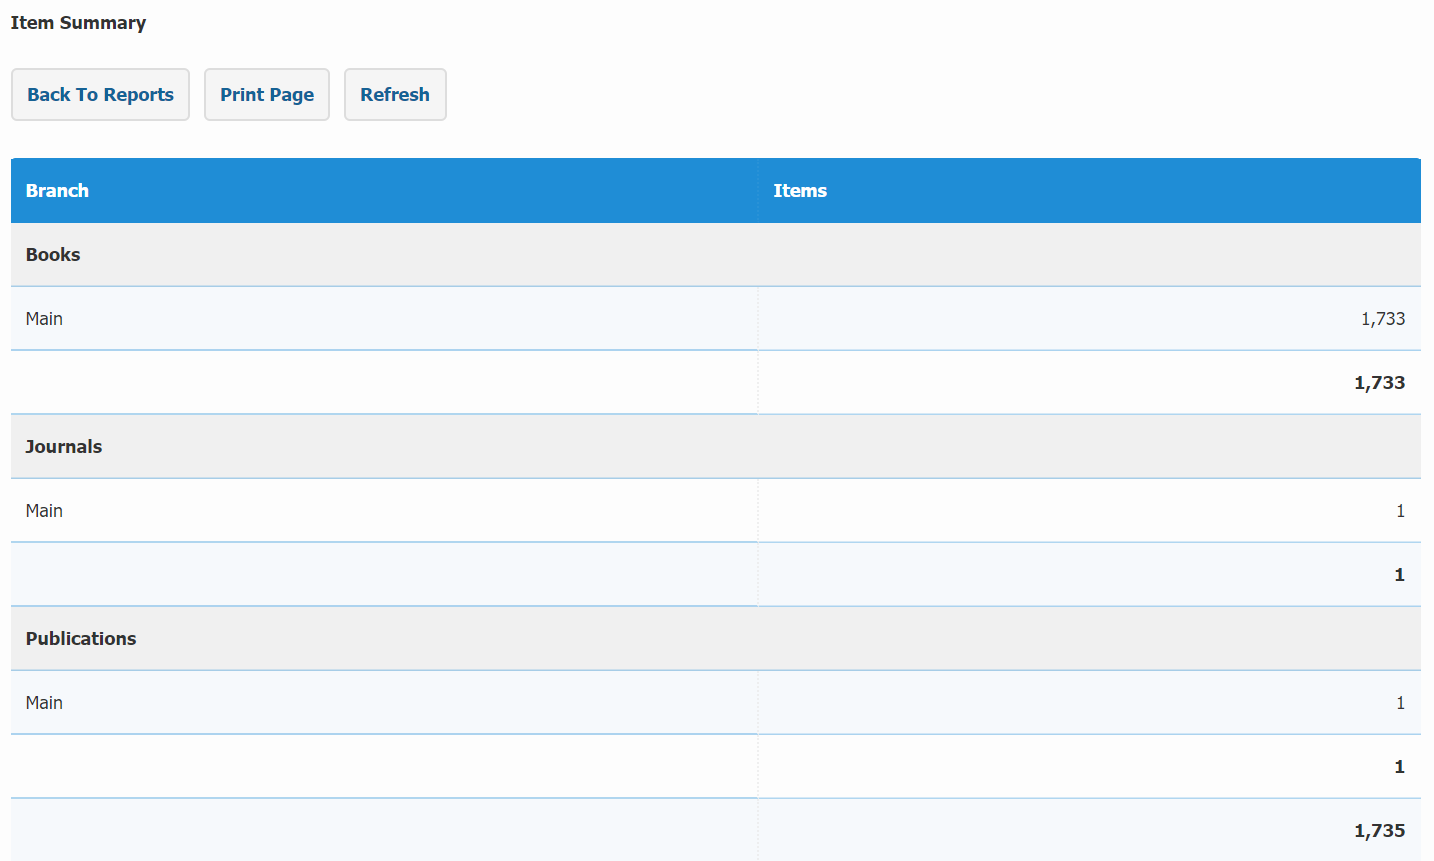 Item Summary
Back To Reports Print Page Refresh
Branch Items
Books
Main 1,733
1,733
Journals
Main 1
1
Publications
Main 1
1
1,735